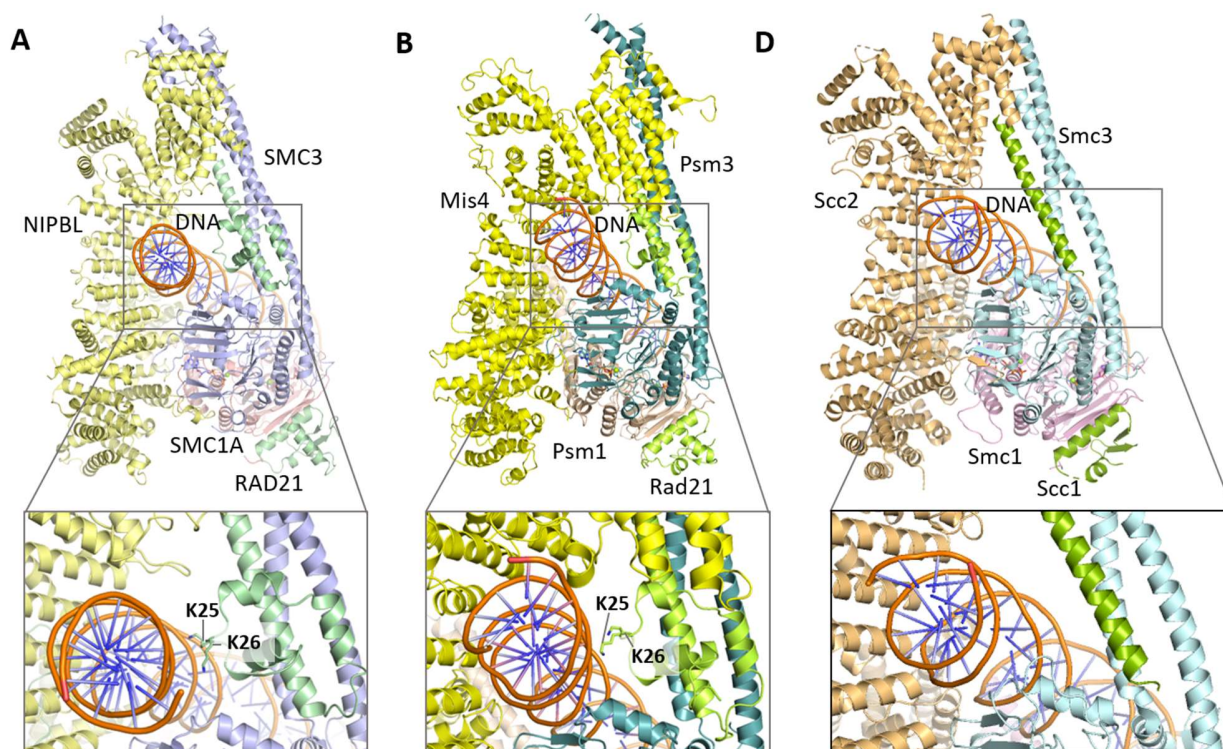 A
SMC3
NIPBL
DNA
SMC1A
RAD21
K25
K26
B
Psm3
Mis4
DNA
Psm1
Rad21
K25
K26
D
Smc3
Scc2
DNA
Smc1
Scc1